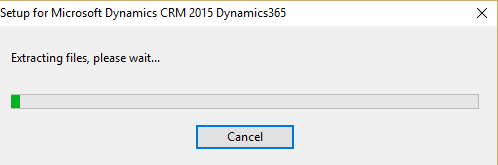 Setup for Microsoft Dynamics CRM 2015 Dynamics365
Extracting files, please wait...
Cancel